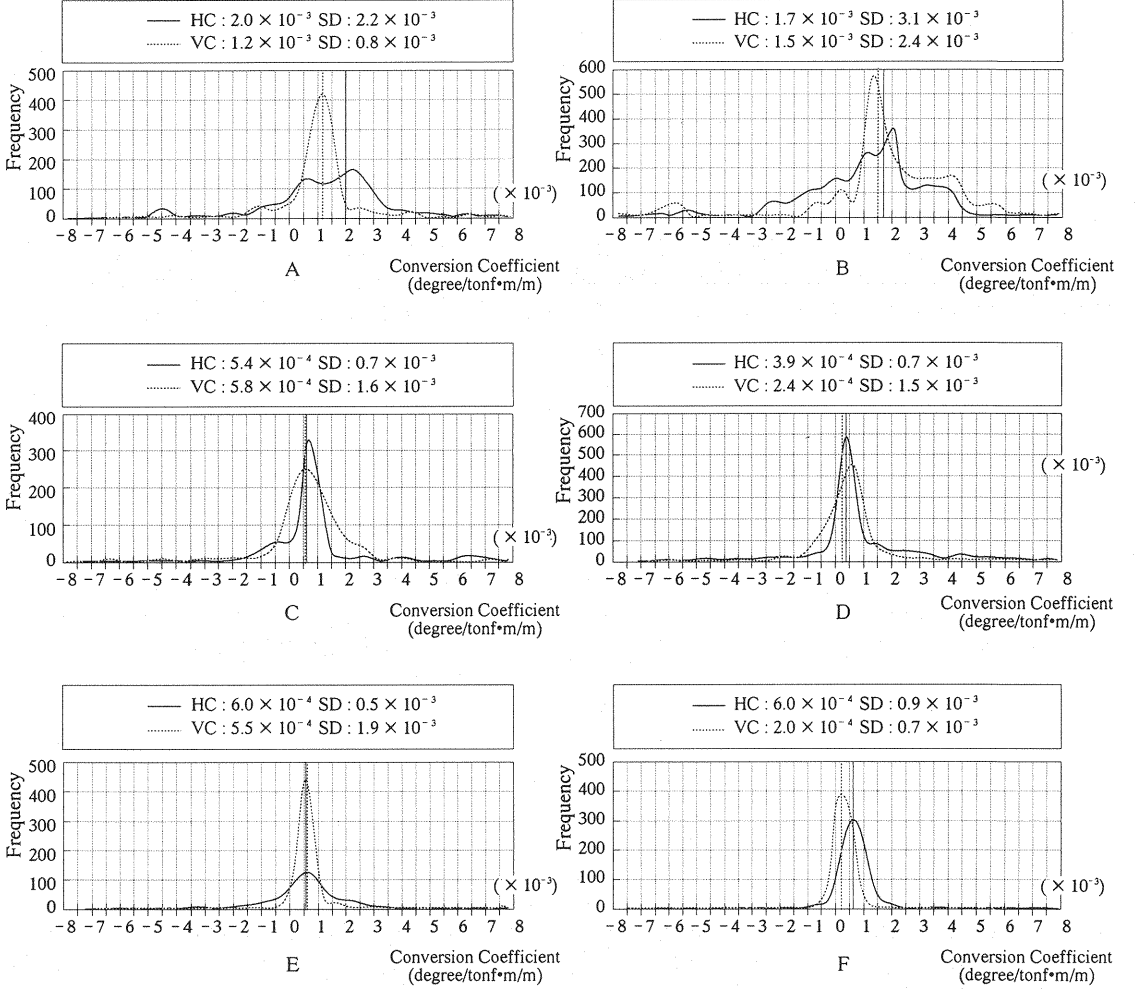 HC : 2.0 × 10⁻³ SD : 2.2 × 10⁻³
VC : 1.2 × 10⁻³ SD : 0.8 × 10⁻³
500
400
300
200
100
0
Frequency
(× 10⁻³)
−8 −7 −6 −5 −4 −3 −2 −1 0 1 2 3 4 5 6 7 8
A
Conversion Coefficient
(degree/tonf•m/m)
HC : 1.7 × 10⁻³ SD : 3.1 × 10⁻³
VC : 1.5 × 10⁻³ SD : 2.4 × 10⁻³
600
500
400
300
200
100
0
Frequency
(× 10⁻³)
−8 −7 −6 −5 −4 −3 −2 −1 0 1 2 3 4 5 6 7 8
B
Conversion Coefficient
(degree/tonf•m/m)
HC : 5.4 × 10⁻⁴ SD : 0.7 × 10⁻³
VC : 5.8 × 10⁻⁴ SD : 1.6 × 10⁻³
400
300
200
100
0
Frequency
(× 10⁻³)
−8 −7 −6 −5 −4 −3 −2 −1 0 1 2 3 4 5 6 7 8
C
Conversion Coefficient
(degree/tonf•m/m)
HC : 3.9 × 10⁻⁴ SD : 0.7 × 10⁻³
VC : 2.4 × 10⁻⁴ SD : 1.5 × 10⁻³
700
600
500
400
300
200
100
0
Frequency
(× 10⁻³)
−8 −7 −6 −5 −4 −3 −2 −1 0 1 2 3 4 5 6 7 8
D
Conversion Coefficient
(degree/tonf•m/m)
HC : 6.0 × 10⁻⁴ SD : 0.5 × 10⁻³
VC : 5.5 × 10⁻⁴ SD : 1.9 × 10⁻³
500
400
300
200
100
0
Frequency
(× 10⁻³)
−8 −7 −6 −5 −4 −3 −2 −1 0 1 2 3 4 5 6 7 8
E
Conversion Coefficient
(degree/tonf•m/m)
HC : 6.0 × 10⁻⁴ SD : 0.9 × 10⁻³
VC : 2.0 × 10⁻⁴ SD : 0.7 × 10⁻³
500
400
300
200
100
0
Frequency
(× 10⁻³)
−8 −7 −6 −5 −4 −3 −2 −1 0 1 2 3 4 5 6 7 8
F
Conversion Coefficient
(degree/tonf•m/m)